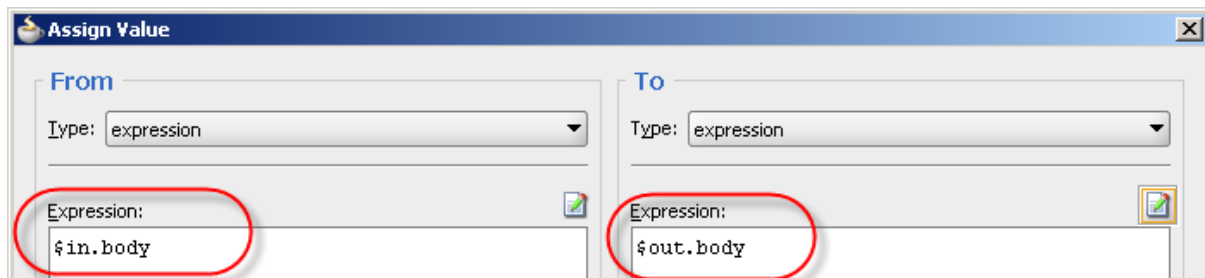 Assign Value
From
To
Type: expression
Type: expression
Expression:
Expression:
$in.body
$out.body